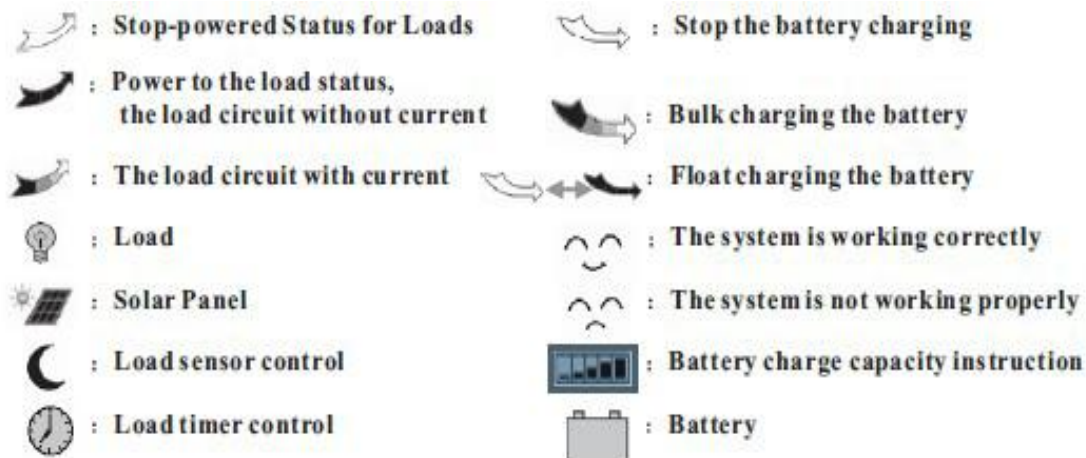 : Stop-powered Status for Loads
: Stop the battery charging
: Power to the load status,
the load circuit without current
: Bulk charging the battery
: The load circuit with current
: Float charging the battery
: Load
: The system is working correctly
: Solar Panel
: The system is not working properly
: Load sensor control
: Battery charge capacity instruction
: Load timer control
: Battery